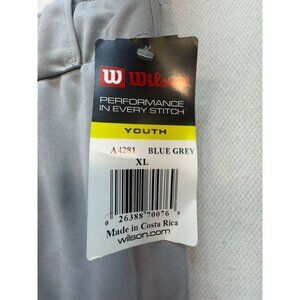 W Wilson
PERFORMANCE
IN EVERY STITCH™
YOUTH
A4281 BLUE GREY
XL
0 26388 70076 9
Made in Costa Rica
wilson.com